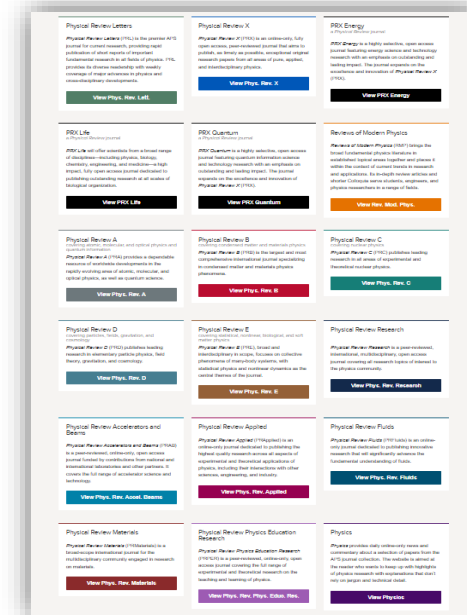 Physical Review Letters
Physical Review Letters (PRL) is the premier APS
journal for current research, providing rapid
publication of short reports of important
fundamental research in all fields of physics. PRL
provides its diverse readership with weekly
coverage of major advances in physics and
cross-disciplinary developments.
View Phys. Rev. Lett.
Physical Review X
Physical Review X (PRX) is an online-only, fully
open access, peer-reviewed journal that aims to
publish, as timely as possible, exceptional original
research papers from all areas of pure, applied,
and interdisciplinary physics.
View Phys. Rev. X
PRX Energy
a Physical Review journal
PRX Energy is a highly selective, open access
journal featuring energy science and technology
research with an emphasis on outstanding and
lasting impact. The journal expands on the
excellence and innovation of Physical Review X
(PRX).
View PRX Energy
PRX Life
a Physical Review journal
PRX Life will offer scientists from a broad range
of disciplines—including physics, biology,
chemistry, engineering, and medicine—a high
impact, fully open access journal dedicated to
publishing outstanding research at all scales of
biological organization.
View PRX Life
PRX Quantum
a Physical Review journal
PRX Quantum is a highly selective, open access
journal featuring quantum information science
and technology research with an emphasis on
outstanding and lasting impact. The journal
expands on the excellence and innovation of
Physical Review X (PRX).
View PRX Quantum
Reviews of Modern Physics
Reviews of Modern Physics (RMP) brings the
broad fundamental physics literature in
established topical areas together and places it
within the context of current trends in research
and applications. Its in-depth review articles and
shorter Colloquia serve students, engineers, and
physics researchers in a range of fields.
View Rev. Mod. Phys.
Physical Review A
covering atomic, molecular, and optical physics and
quantum information
Physical Review A (PRA) provides a dependable
resource of worldwide developments in the
rapidly evolving area of atomic, molecular, and
optical physics, as well as quantum science.
View Phys. Rev. A
Physical Review B
covering condensed matter and materials physics
Physical Review B (PRB) is the largest and most
comprehensive international journal specializing
in condensed matter and materials physics
phenomena.
View Phys. Rev. B
Physical Review C
covering nuclear physics
Physical Review C (PRC) publishes leading
research in all areas of experimental and
theoretical nuclear physics.
View Phys. Rev. C
Physical Review D
covering particles, fields, gravitation, and
cosmology
Physical Review D (PRD) publishes leading
research in elementary particle physics, field
theory, gravitation, and cosmology.
View Phys. Rev. D
Physical Review E
covering statistical, nonlinear, biological, and soft
matter physics
Physical Review E (PRE), broad and
interdisciplinary in scope, focuses on collective
phenomena of many-body systems, with
statistical physics and nonlinear dynamics as the
central themes of the journal.
View Phys. Rev. E
Physical Review Research
Physical Review Research is a peer-reviewed,
international, multidisciplinary, open access
journal covering all research topics of interest to
the physics community.
View Phys. Rev. Research
Physical Review Accelerators and
Beams
Physical Review Accelerators and Beams (PRAB)
is a peer-reviewed, online-only, open access
journal funded by contributions from national and
international laboratories and other partners. It
covers the full range of accelerator science and
technology.
View Phys. Rev. Accel. Beams
Physical Review Applied
Physical Review Applied (PRApplied) is an
online-only journal dedicated to publishing the
highest quality research across all aspects of
experimental and theoretical applications of
physics, including their interactions with other
sciences, engineering, and industry.
View Phys. Rev. Applied
Physical Review Fluids
Physical Review Fluids (PRFluids) is an online-
only journal dedicated to publishing innovative
research that will significantly advance the
fundamental understanding of fluids.
View Phys. Rev. Fluids
Physical Review Materials
Physical Review Materials (PRMaterials) is a
broad-scope international journal for the
multidisciplinary community engaged in research
on materials.
View Phys. Rev. Materials
Physical Review Physics Education
Research
Physical Review Physics Education Research
(PRPER) is a peer-reviewed, online-only open
access journal covering the full range of
experimental and theoretical research on the
teaching and learning of physics.
View Rev. Phys. Educ. Res.
Physics
Physics provides daily online-only news and
commentary about a selection of papers from the
APS journal collection. The website is aimed at
the reader who wants to keep up with highlights
of physics research with explanations that don't
rely on jargon and technical detail.
View Physics